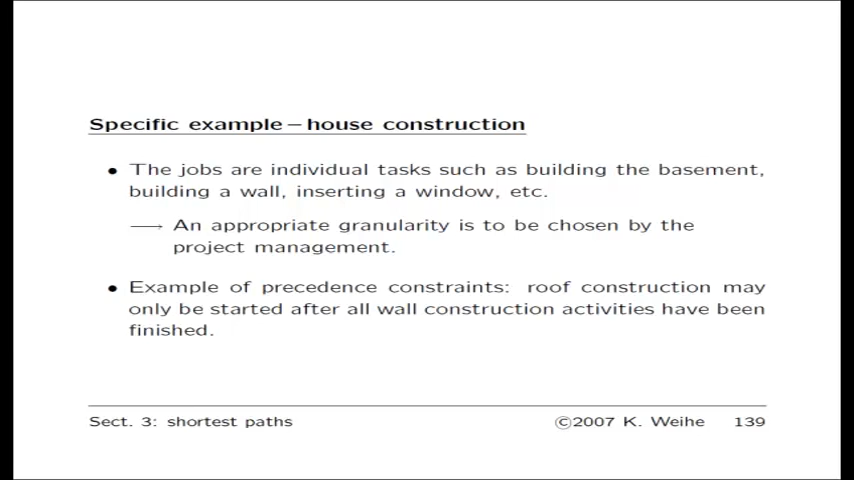 Specific example – house construction
• The jobs are individual tasks such as building the basement,
building a wall, inserting a window, etc.
⟶ An appropriate granularity is to be chosen by the
project management.
• Example of precedence constraints: roof construction may
only be started after all wall construction activities have been
finished.
Sect. 3: shortest paths ©2007 K. Weihe 139